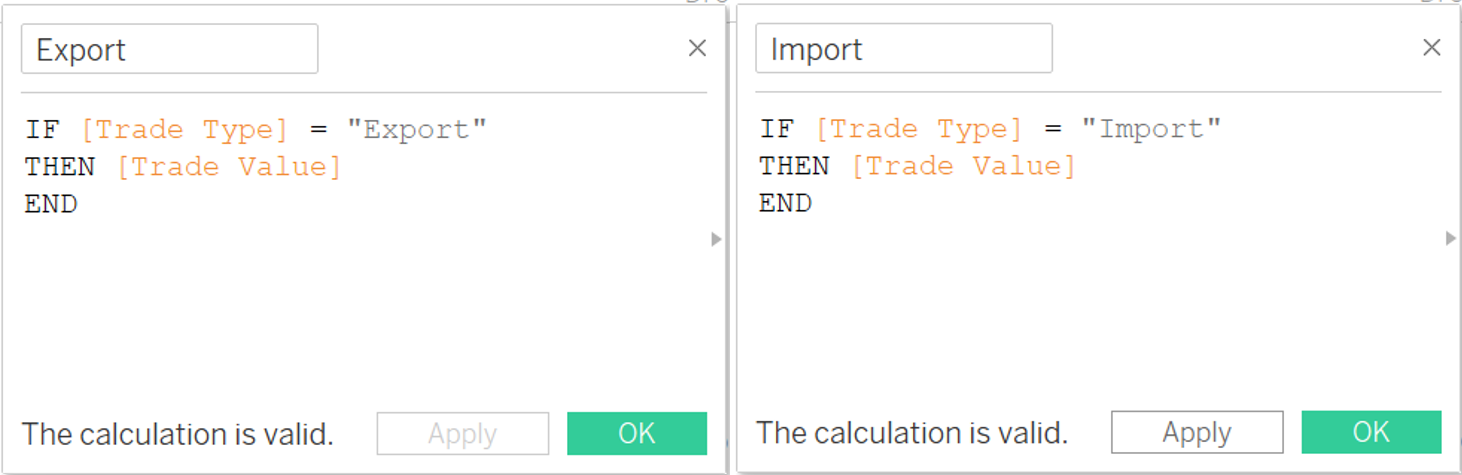 Export
IF [Trade Type] = "Export"
THEN [Trade Value]
END
The calculation is valid.
Apply
OK
Import
IF [Trade Type] = "Import"
THEN [Trade Value]
END
The calculation is valid.
Apply
OK